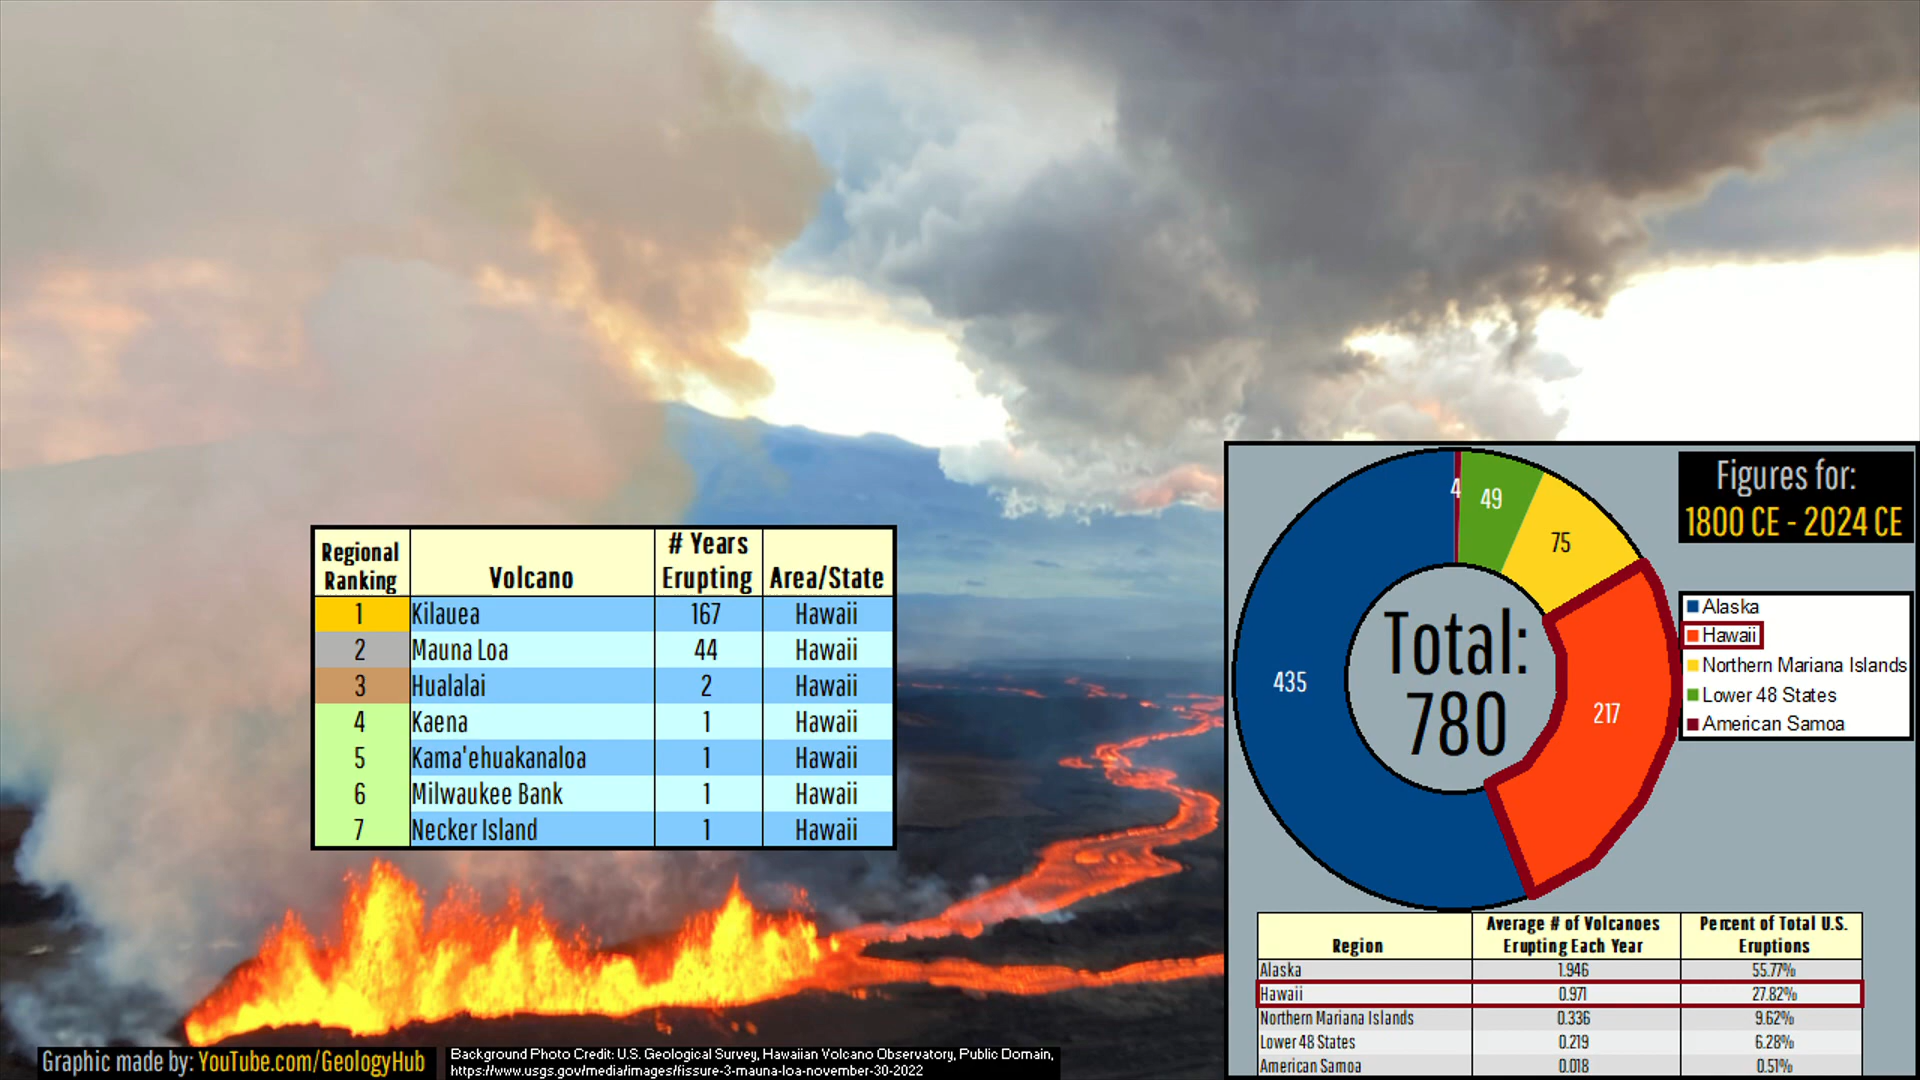 Regional Ranking | Volcano | # Years Erupting | Area/State
1 | Kilauea | 167 | Hawaii
2 | Mauna Loa | 44 | Hawaii
3 | Hualalai | 2 | Hawaii
4 | Kaena | 1 | Hawaii
5 | Kama'ehuakanaloa | 1 | Hawaii
6 | Milwaukee Bank | 1 | Hawaii
7 | Necker Island | 1 | Hawaii
Figures for:
1800 CE - 2024 CE
4
49
75
217
435
Total:
780
Alaska
Hawaii
Northern Mariana Islands
Lower 48 States
American Samoa
Region | Average # of Volcanoes Erupting Each Year | Percent of Total U.S. Eruptions
Alaska | 1.946 | 55.77%
Hawaii | 0.971 | 27.82%
Northern Mariana Islands | 0.336 | 9.62%
Lower 48 States | 0.219 | 6.28%
American Samoa | 0.018 | 0.51%
Graphic made by: YouTube.com/GeologyHub
Background Photo Credit: U.S. Geological Survey, Hawaiian Volcano Observatory, Public Domain,
https://www.usgs.gov/media/images/fissure-3-mauna-loa-november-30-2022